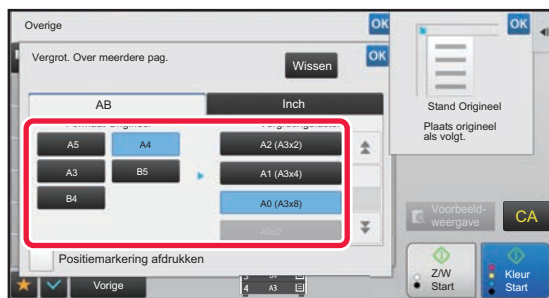 Overige
OK
OK
Vergrot. Over meerdere pag.
Wissen
OK
AB
Inch
A5
A4
A3
B5
B4
A2 (A3x2)
A1 (A3x4)
A0 (A3x8)
A0x2
Positiemarkering afdrukken
Stand Origineel
Plaats origineel
als volgt.
Voorbeeld-
weergave
CA
Z/W
Start
Kleur
Start
Vorige
4 A3